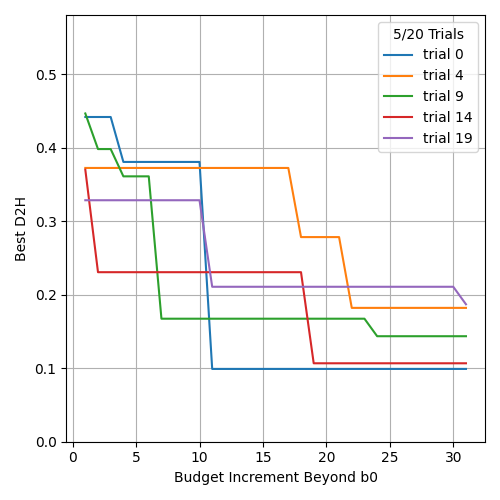 5/20 Trials
trial 0
trial 4
trial 9
trial 14
trial 19
Best D2H
0.5
0.4
0.3
0.2
0.1
0.0
0 5 10 15 20 25 30
Budget Increment Beyond b0